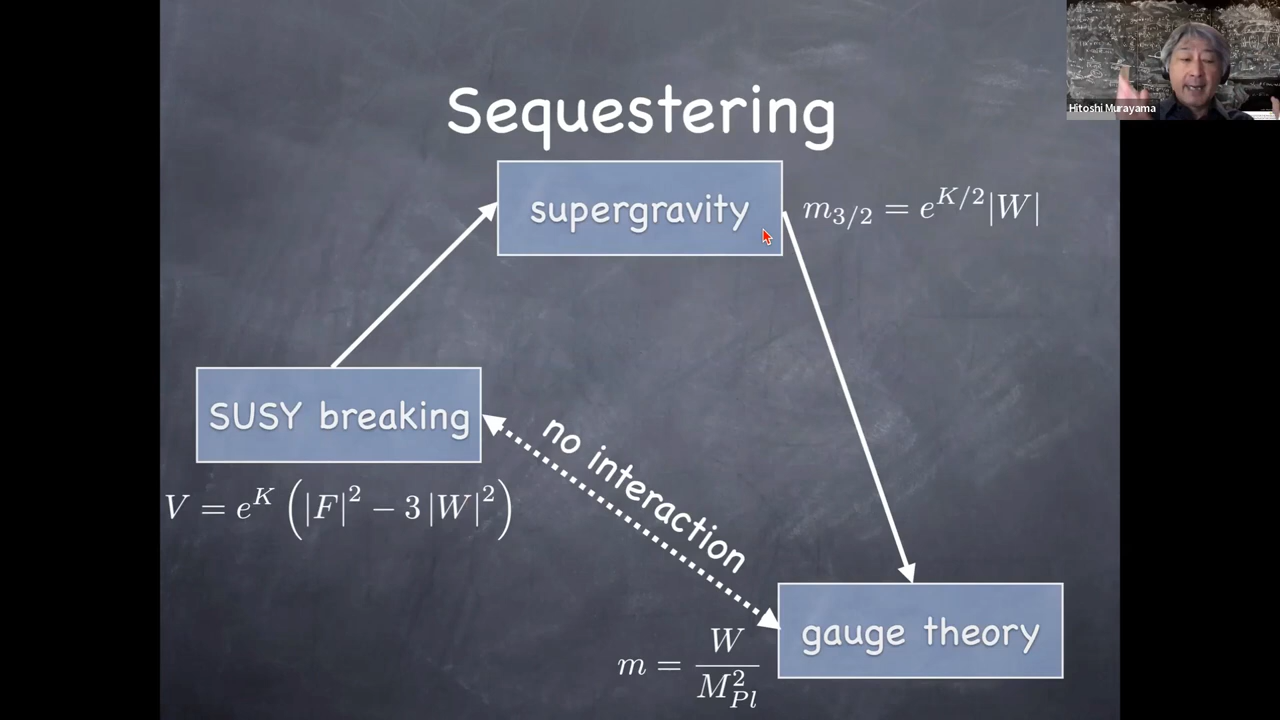 Sequestering
Hitoshi Murayama
supergravity
m_{3/2} = e^{K/2}|W|
SUSY breaking
V = e^K (|F|^2 − 3|W|^2)
no interaction
gauge theory
m = \frac{W}{M_{Pl}^2}